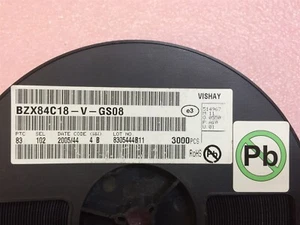 VISHAY
BZX84C18-V-GS08
e3
PTC SEL DATE CODE LOT NO.
83 102 2005/44 4 B 8305444811 3000PCS
RoHS
Pb